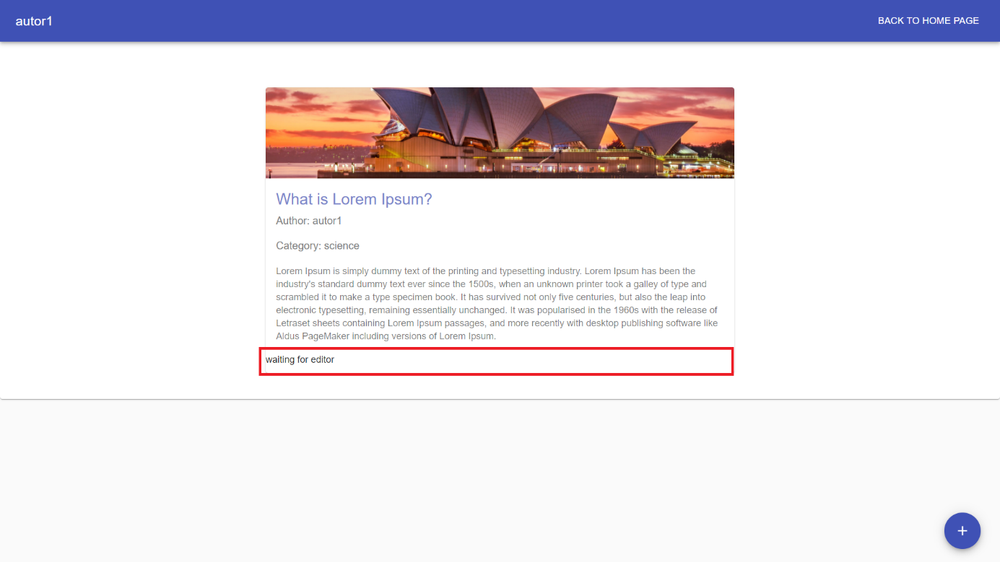 autor1
BACK TO HOME PAGE
What is Lorem Ipsum?
Author: autor1
Category: science
Lorem Ipsum is simply dummy text of the printing and typesetting industry. Lorem Ipsum has been the
industry's standard dummy text ever since the 1500s, when an unknown printer took a galley of type and
scrambled it to make a type specimen book. It has survived not only five centuries, but also the leap into
electronic typesetting, remaining essentially unchanged. It was popularised in the 1960s with the release of
Letraset sheets containing Lorem Ipsum passages, and more recently with desktop publishing software like
Aldus PageMaker including versions of Lorem Ipsum.
waiting for editor
+